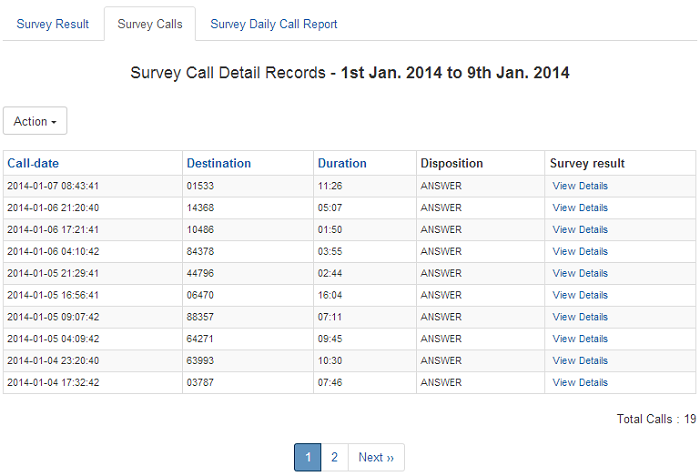 Survey Result Survey Calls Survey Daily Call Report
Survey Call Detail Records - 1st Jan. 2014 to 9th Jan. 2014
Action
Call-date Destination Duration Disposition Survey result
2014-01-07 08:43:41 01533 11:26 ANSWER View Details
2014-01-06 21:20:40 14368 05:07 ANSWER View Details
2014-01-06 17:21:41 10486 01:50 ANSWER View Details
2014-01-06 04:10:42 84378 03:55 ANSWER View Details
2014-01-05 21:29:41 44796 02:44 ANSWER View Details
2014-01-05 16:56:41 06470 16:04 ANSWER View Details
2014-01-05 09:07:42 88357 07:11 ANSWER View Details
2014-01-05 04:09:42 64271 09:45 ANSWER View Details
2014-01-04 23:20:40 63993 10:30 ANSWER View Details
2014-01-04 17:32:42 03787 07:46 ANSWER View Details
Total Calls : 19
1 2 Next ››